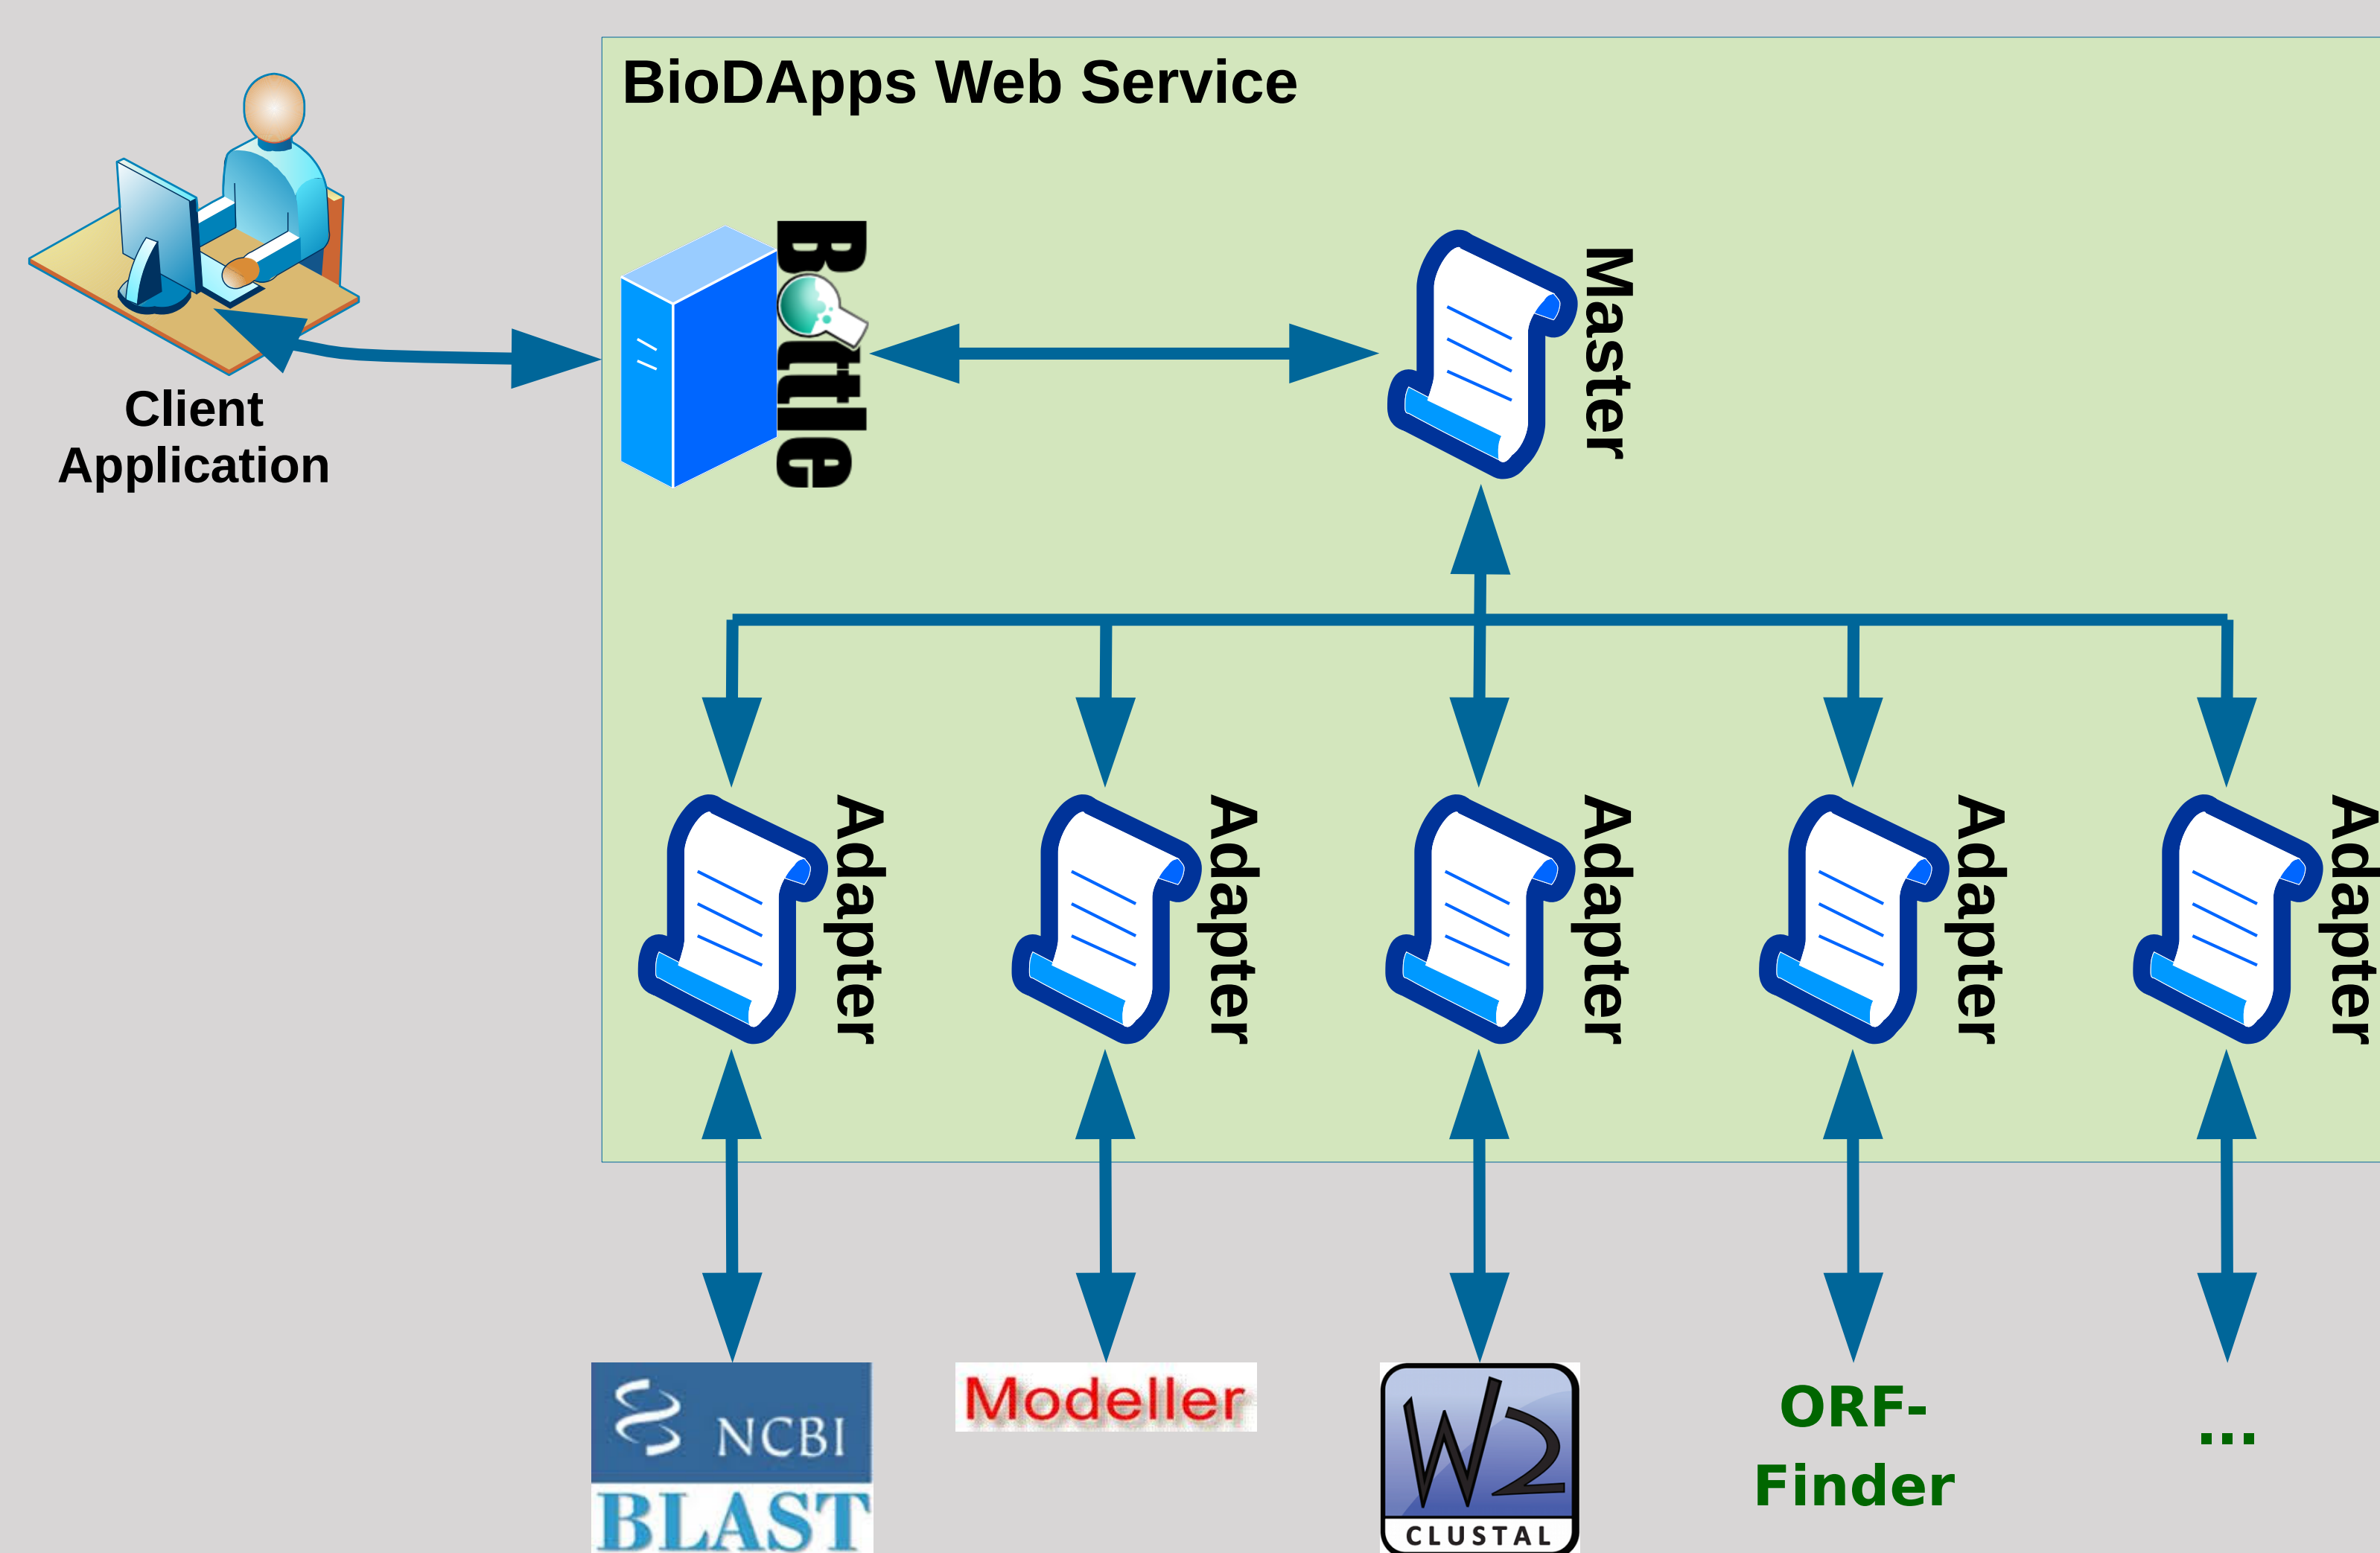 BioDApps Web Service
Bottle
Master
Client
Application
Adapter
Adapter
Adapter
Adapter
Adapter
NCBI
BLAST
Modeller
W2
CLUSTAL
ORF-
Finder
...